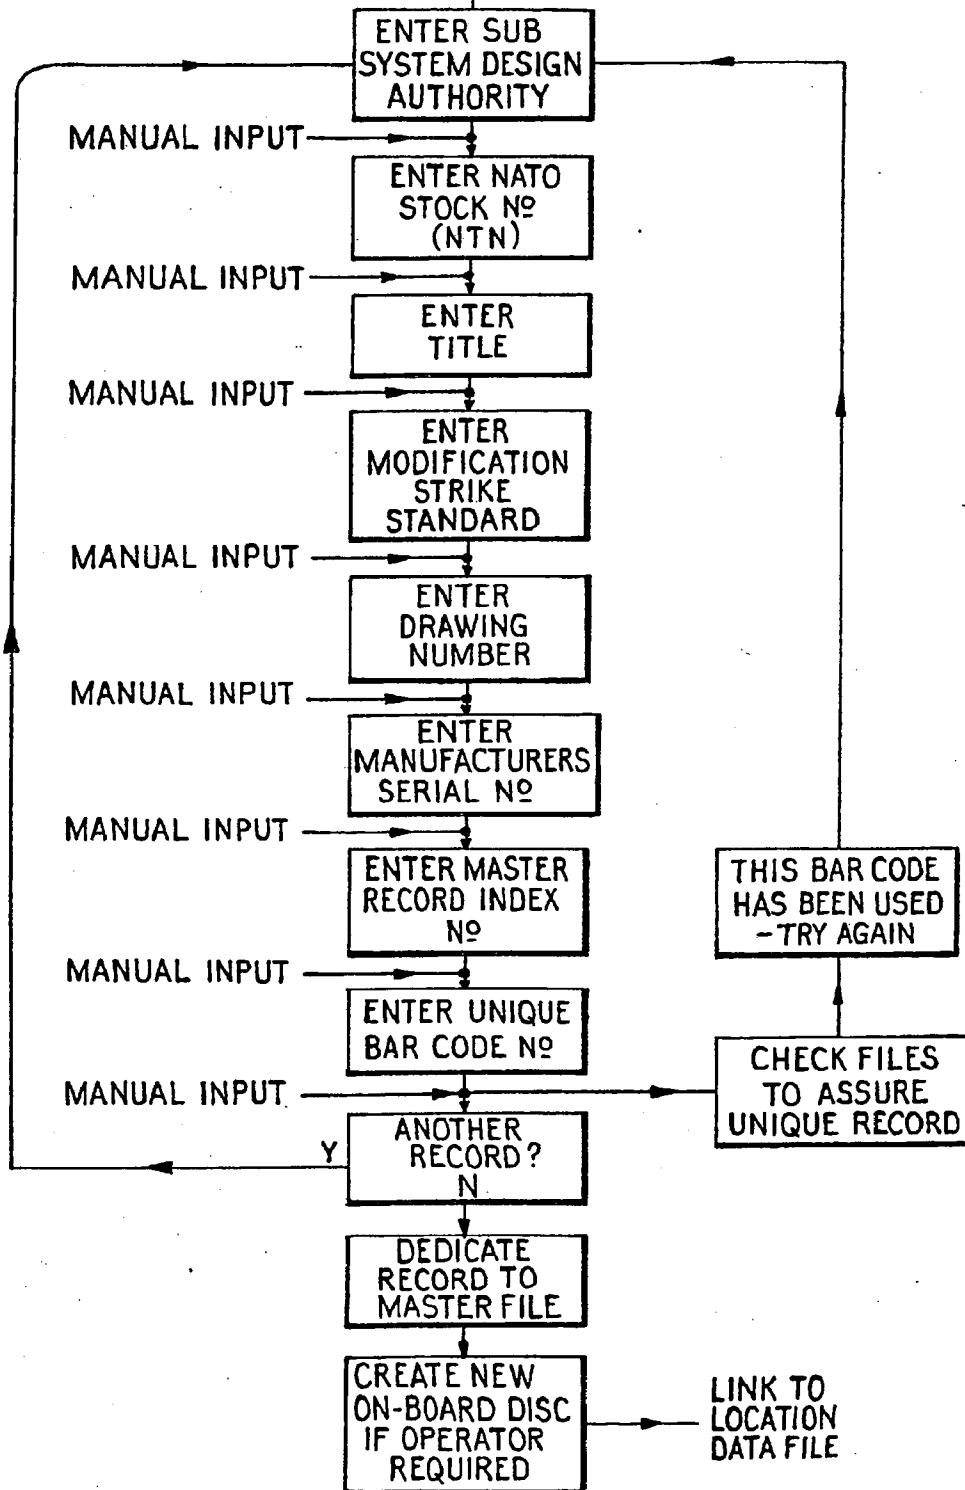 ENTER SUB
SYSTEM DESIGN
AUTHORITY
MANUAL INPUT
ENTER NATO
STOCK Nº
(NTN)
MANUAL INPUT
ENTER
TITLE
MANUAL INPUT
ENTER
MODIFICATION
STRIKE
STANDARD
MANUAL INPUT
ENTER
DRAWING
NUMBER
MANUAL INPUT
ENTER
MANUFACTURERS
SERIAL Nº
MANUAL INPUT
ENTER MASTER
RECORD INDEX
Nº
THIS BAR CODE
HAS BEEN USED
-TRY AGAIN
MANUAL INPUT
ENTER UNIQUE
BAR CODE Nº
CHECK FILES
TO ASSURE
UNIQUE RECORD
MANUAL INPUT
ANOTHER
RECORD?
Y
N
DEDICATE
RECORD TO
MASTER FILE
CREATE NEW
ON-BOARD DISC
IF OPERATOR
REQUIRED
LINK TO
LOCATION
DATA FILE